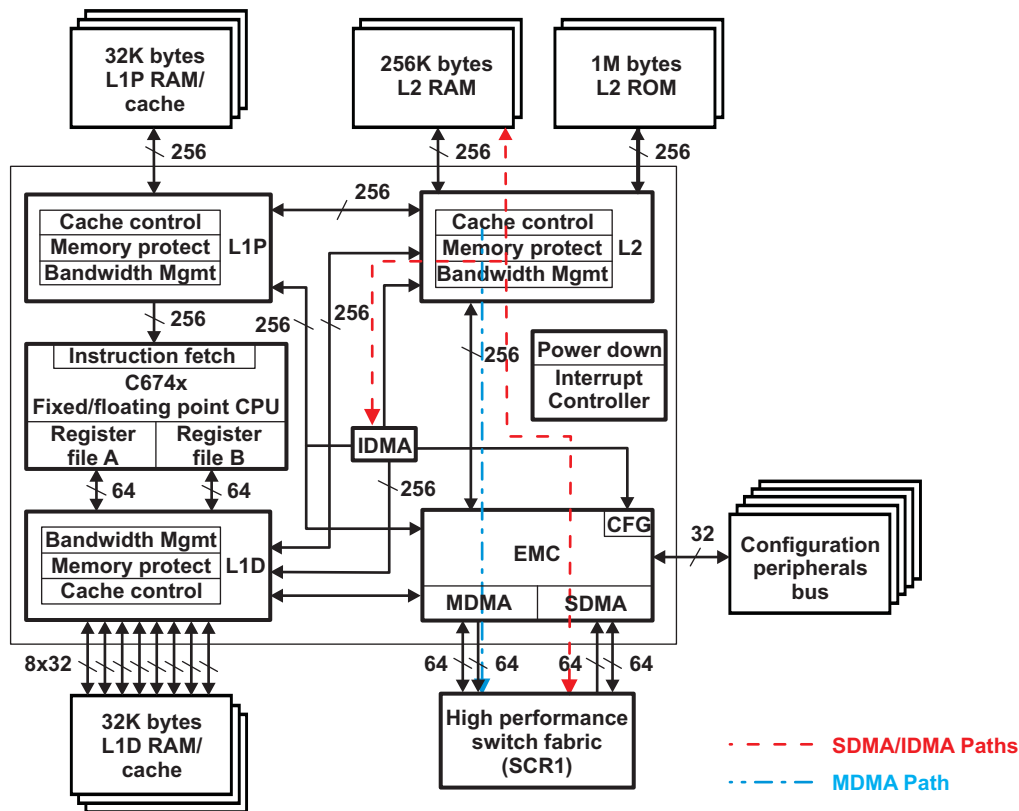 32K bytes
L1P RAM/
cache
256K bytes
L2 RAM
1M bytes
L2 ROM
256
256
256
Cache control
Memory protect
Bandwidth Mgmt
L1P
256
Cache control
Memory protect
Bandwidth Mgmt
L2
256
256
256
256
Instruction fetch
C674x
Fixed/floating point CPU
Register
file A
Register
file B
Power down
Interrupt
Controller
IDMA
64
64
256
Bandwidth Mgmt
Memory protect
Cache control
L1D
CFG
EMC
MDMA
SDMA
32
Configuration
peripherals
bus
8x32
64
64
64
64
32K bytes
L1D RAM/
cache
High performance
switch fabric
(SCR1)
SDMA/IDMA Paths
MDMA Path